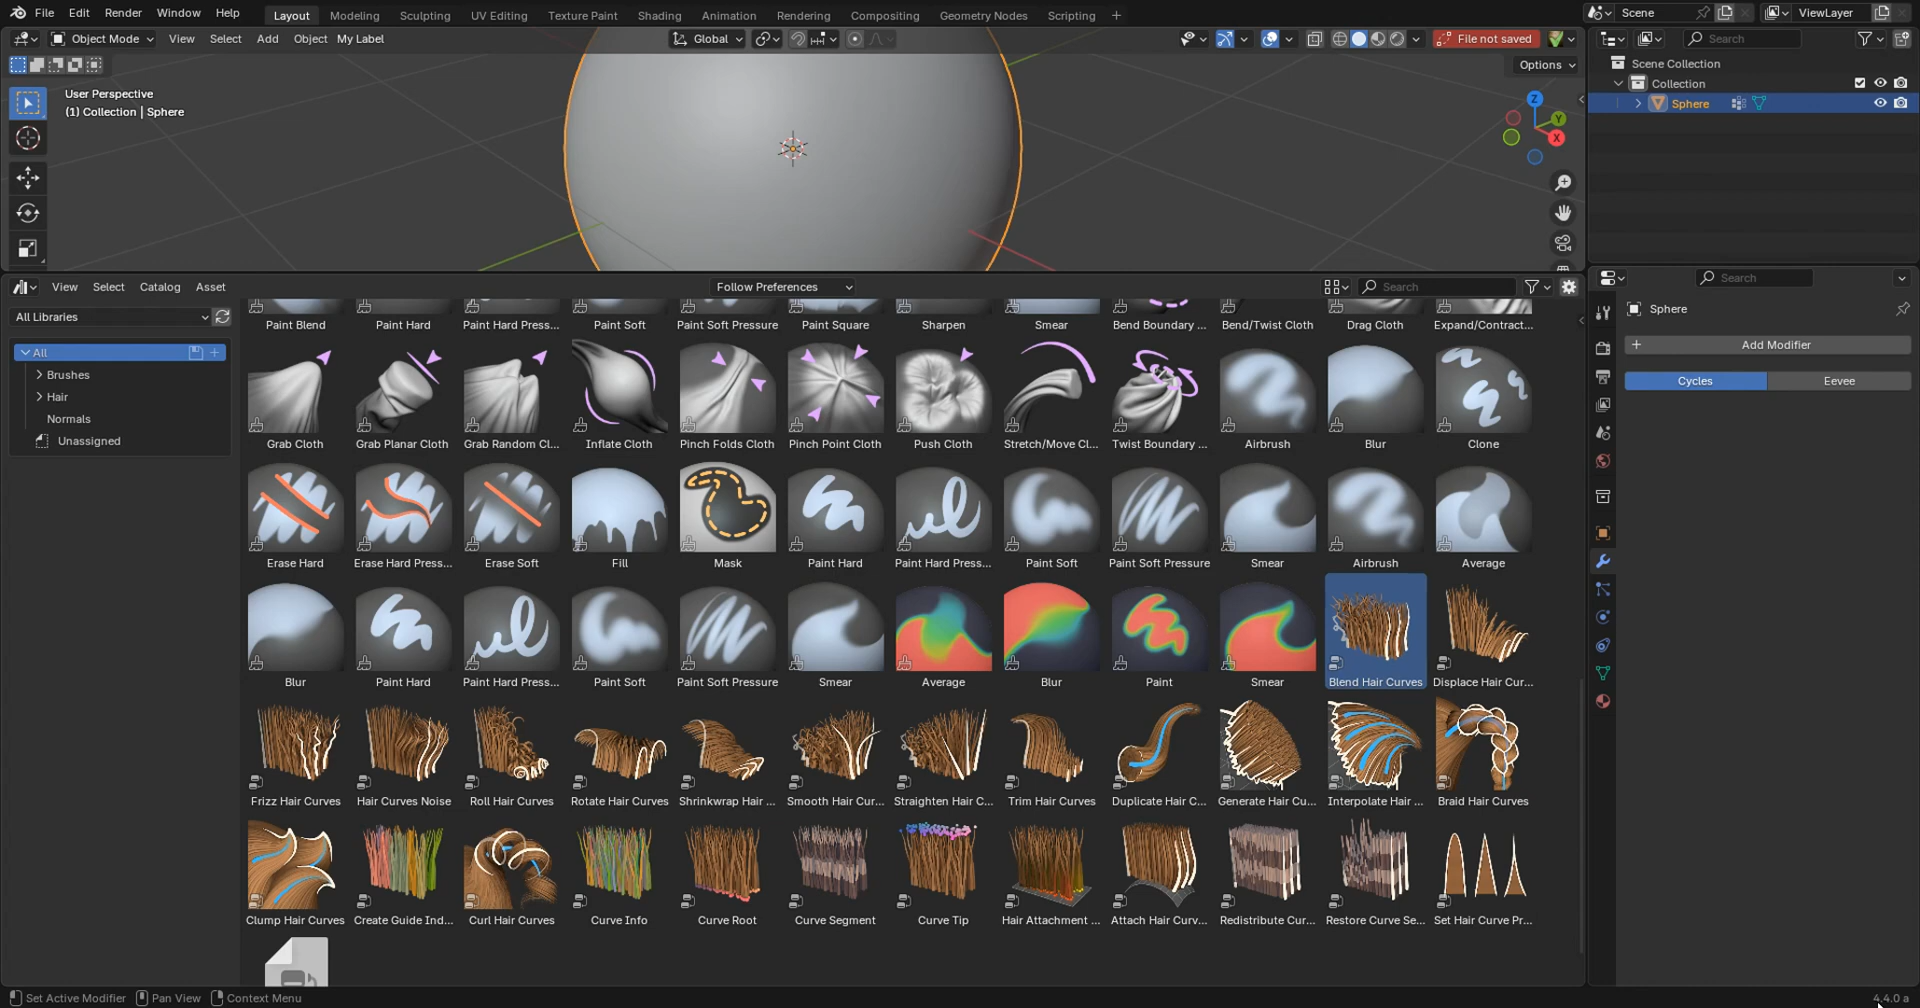 File Edit Render Window Help Layout Modeling Sculpting UV Editing Texture Paint Shading Animation Rendering Compositing Geometry Nodes Scripting + Scene ViewLayer
Object Mode View Select Add Object My Label Global File not saved Search
Options
User Perspective
(1) Collection | Sphere
Scene Collection
Collection
Sphere
Z
Y
X
View Select Catalog Asset Follow Preferences Search
Search
All Libraries
All
Brushes
Hair
Normals
Unassigned
Paint Blend Paint Hard Paint Hard Press... Paint Soft Paint Soft Pressure Paint Square Sharpen Smear Bend Boundary ... Bend/Twist Cloth Drag Cloth Expand/Contract...
Grab Cloth Grab Planar Cloth Grab Random Cl... Inflate Cloth Pinch Folds Cloth Pinch Point Cloth Push Cloth Stretch/Move Cl... Twist Boundary ... Airbrush Blur Clone
Erase Hard Erase Hard Press... Erase Soft Fill Mask Paint Hard Paint Hard Press... Paint Soft Paint Soft Pressure Smear Airbrush Average
Blur Paint Hard Paint Hard Press... Paint Soft Paint Soft Pressure Smear Average Blur Paint Smear Blend Hair Curves Displace Hair Cur...
Frizz Hair Curves Hair Curves Noise Roll Hair Curves Rotate Hair Curves Shrinkwrap Hair ... Smooth Hair Cur... Straighten Hair C... Trim Hair Curves Duplicate Hair C... Generate Hair Cu... Interpolate Hair ... Braid Hair Curves
Clump Hair Curves Create Guide Ind... Curl Hair Curves Curve Info Curve Root Curve Segment Curve Tip Hair Attachment ... Attach Hair Curv... Redistribute Cur... Restore Curve Se... Set Hair Curve Pr...
Sphere
+ Add Modifier
Cycles Eevee
Set Active Modifier Pan View Context Menu 4.4.0 a